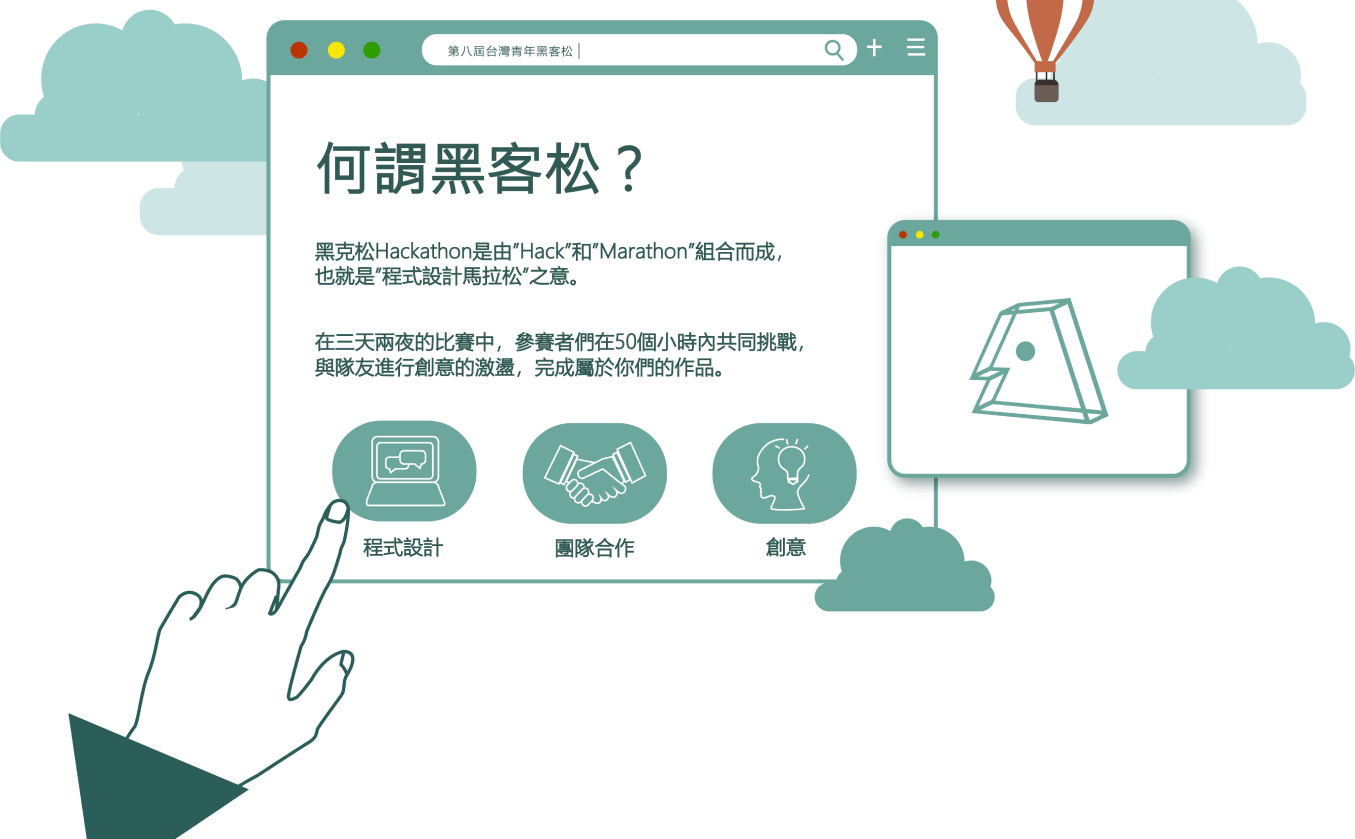 第八屆台灣青年黑客松
何謂黑客松？
黑克松Hackathon是由"Hack"和"Marathon"組合而成，
也就是"程式設計馬拉松"之意。
在三天兩夜的比賽中，參賽者們在50個小時內共同挑戰，
與隊友進行創意的激盪，完成屬於你們的作品。
程式設計
團隊合作
創意